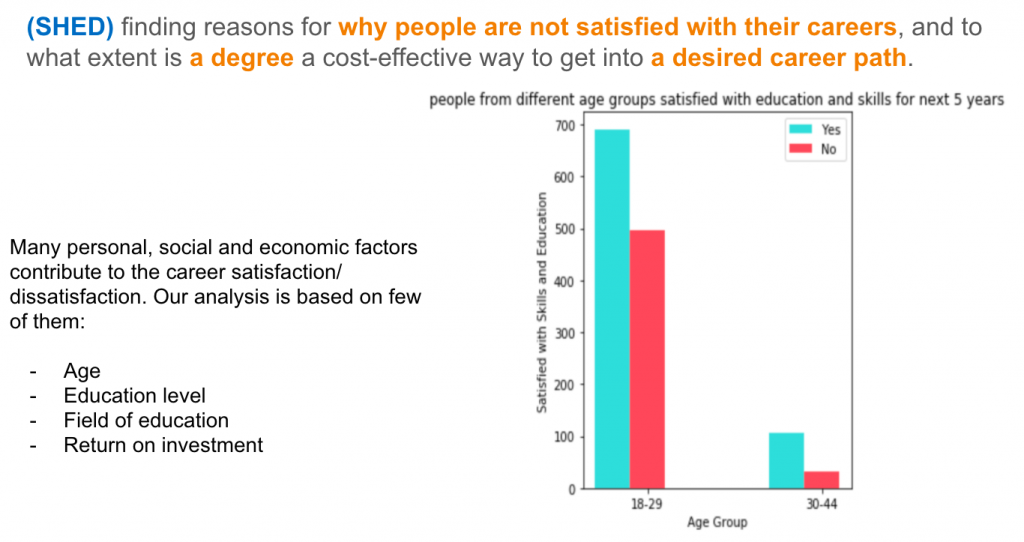 (SHED) finding reasons for why people are not satisfied with their careers, and to
what extent is a degree a cost-effective way to get into a desired career path.
Many personal, social and economic factors
contribute to the career satisfaction/
dissatisfaction. Our analysis is based on few
of them:
- Age
- Education level
- Field of education
- Return on investment
people from different age groups satisfied with education and skills for next 5 years
Yes
No
Satisfied with Skills and Education
700
600
500
400
300
200
100
0
18-29
30-44
Age Group